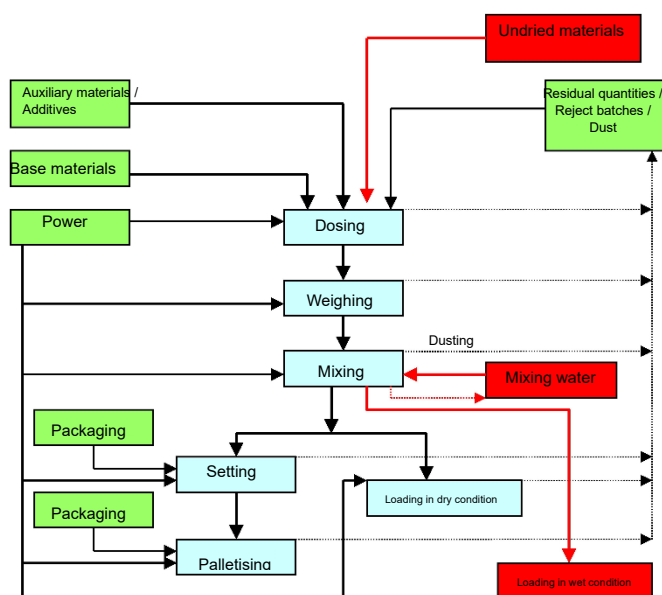 Undried materials
Auxiliary materials /
Additives
Residual quantities /
Reject batches /
Dust
Base materials
Power
Dosing
Weighing
Dusting
Mixing
Mixing water
Packaging
Setting
Loading in dry condition
Packaging
Palletising
Loading in wet condition